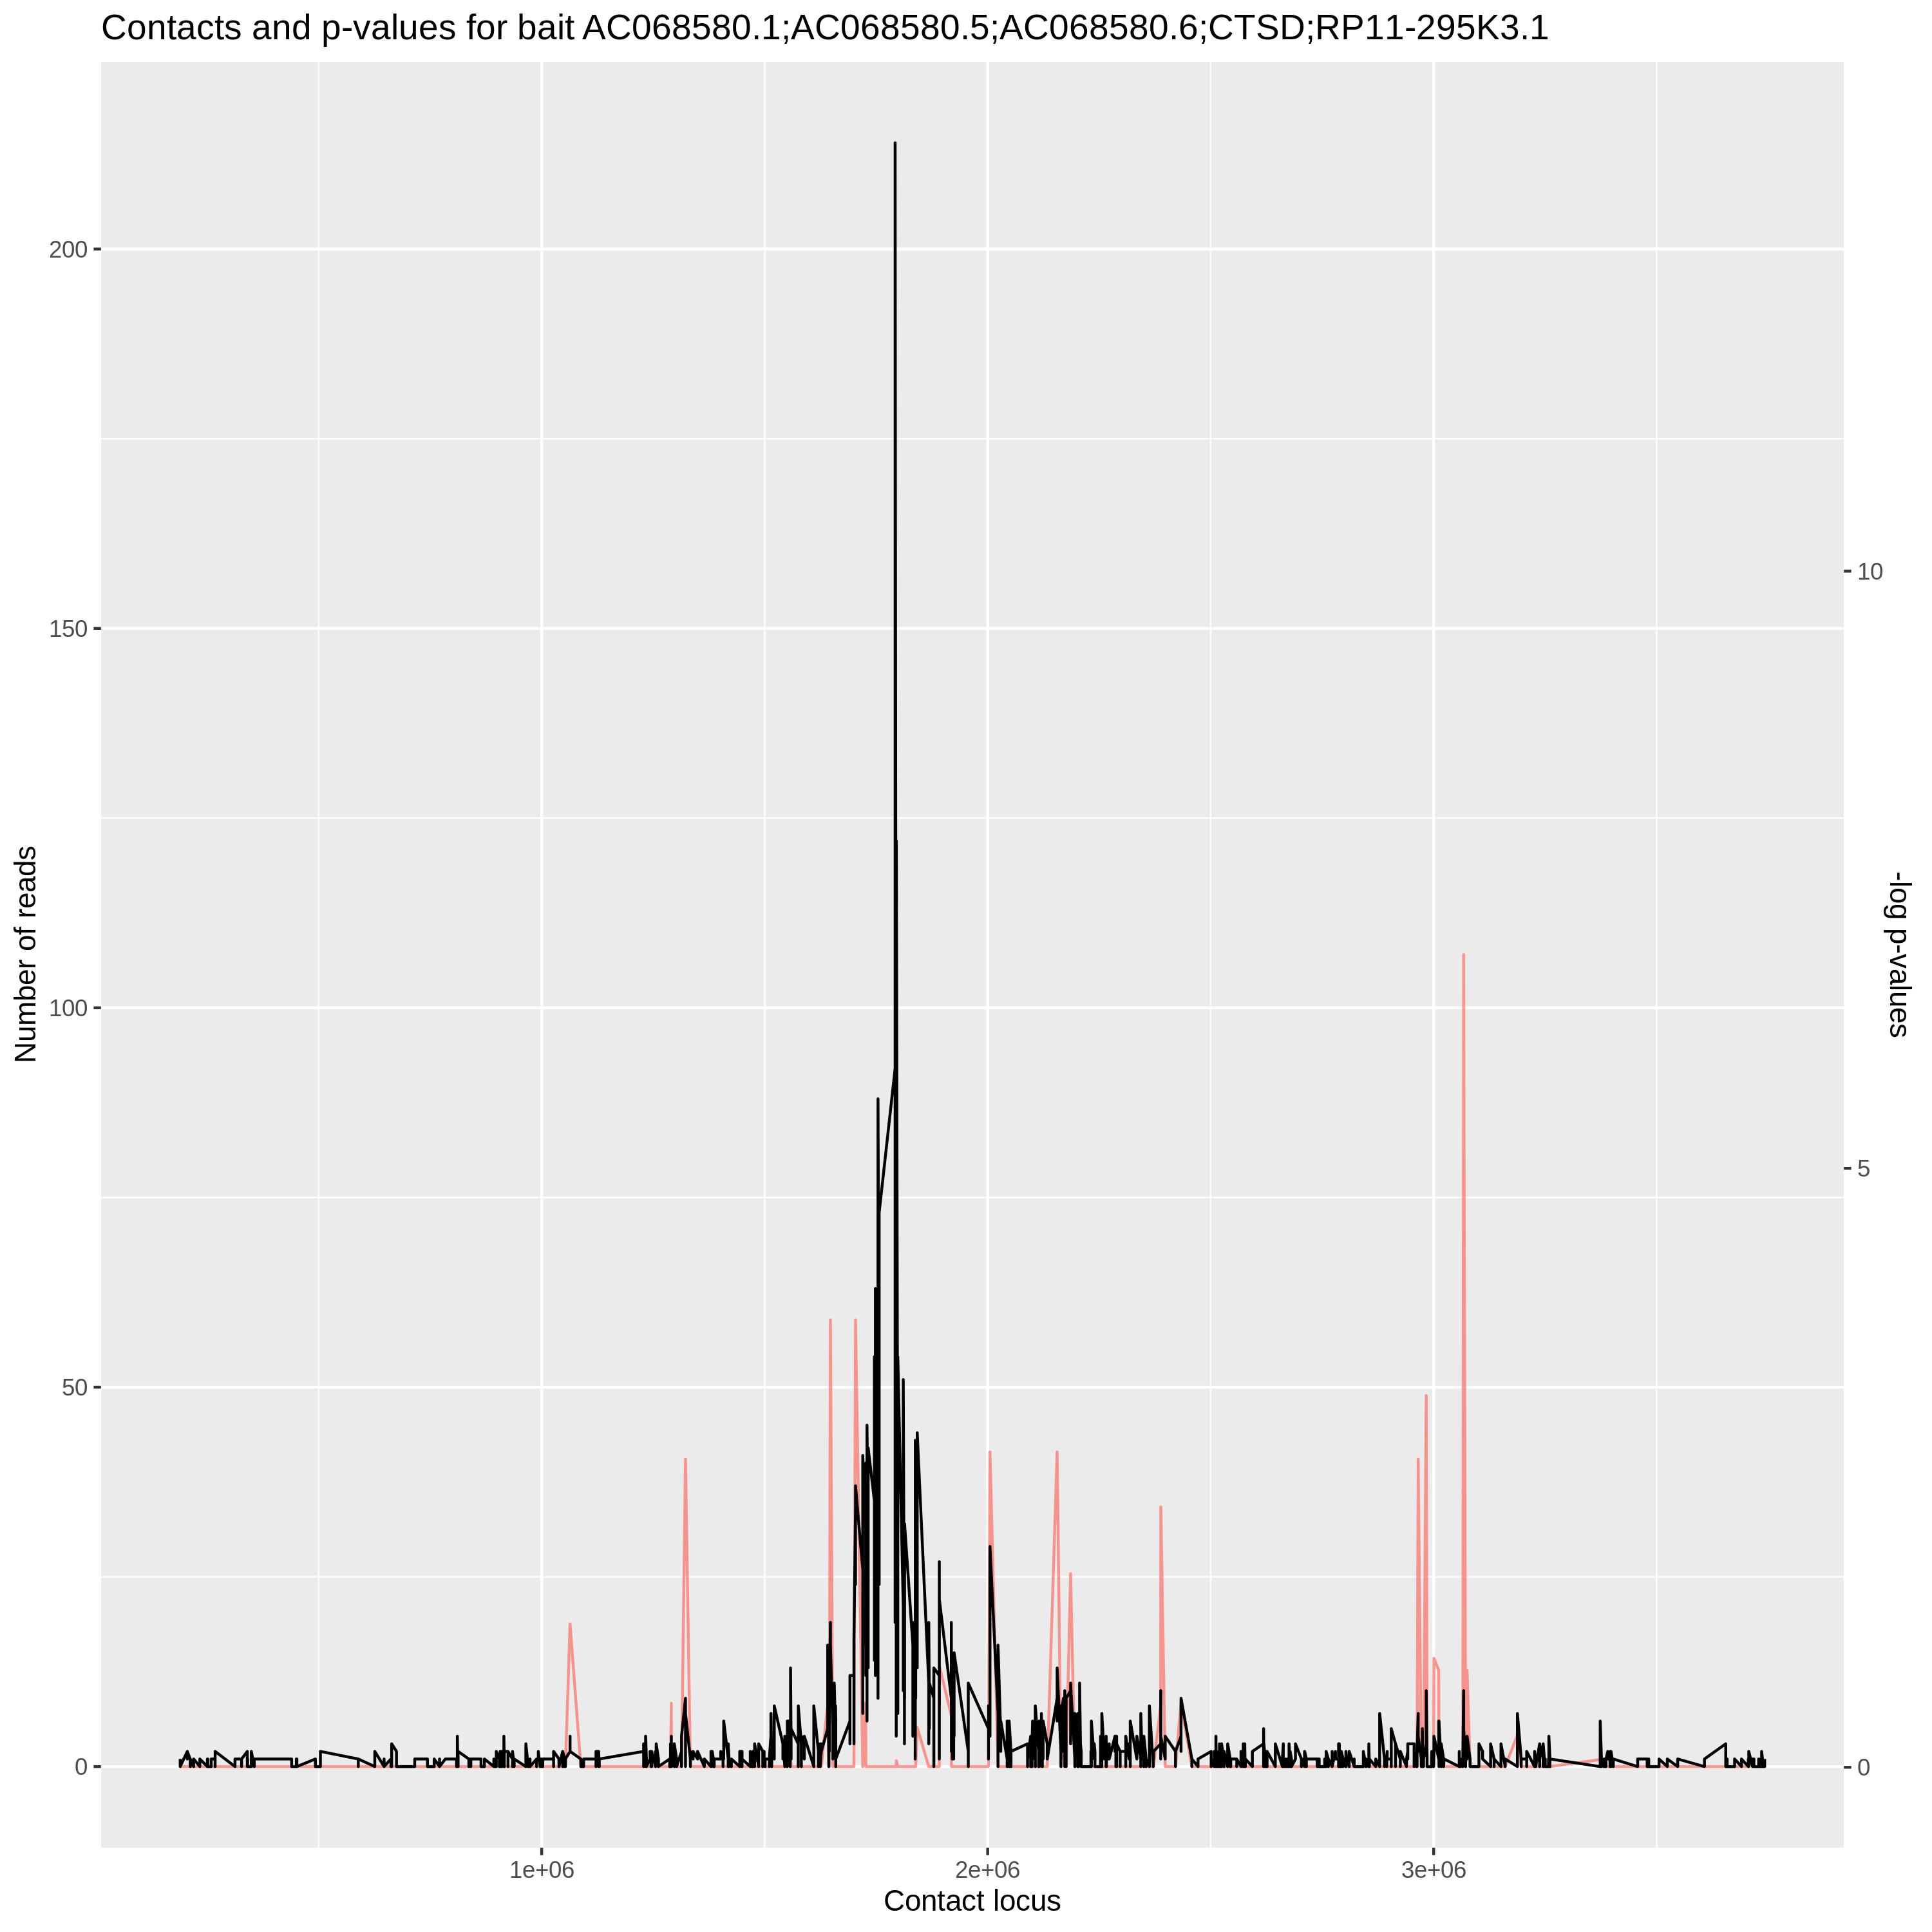 Contacts and p-values for bait AC068580.1;AC068580.5;AC068580.6;CTSD;RP11-295K3.1
200
150
100
50
0
Number of reads
10
5
0
-log p-values
1e+06
2e+06
3e+06
Contact locus